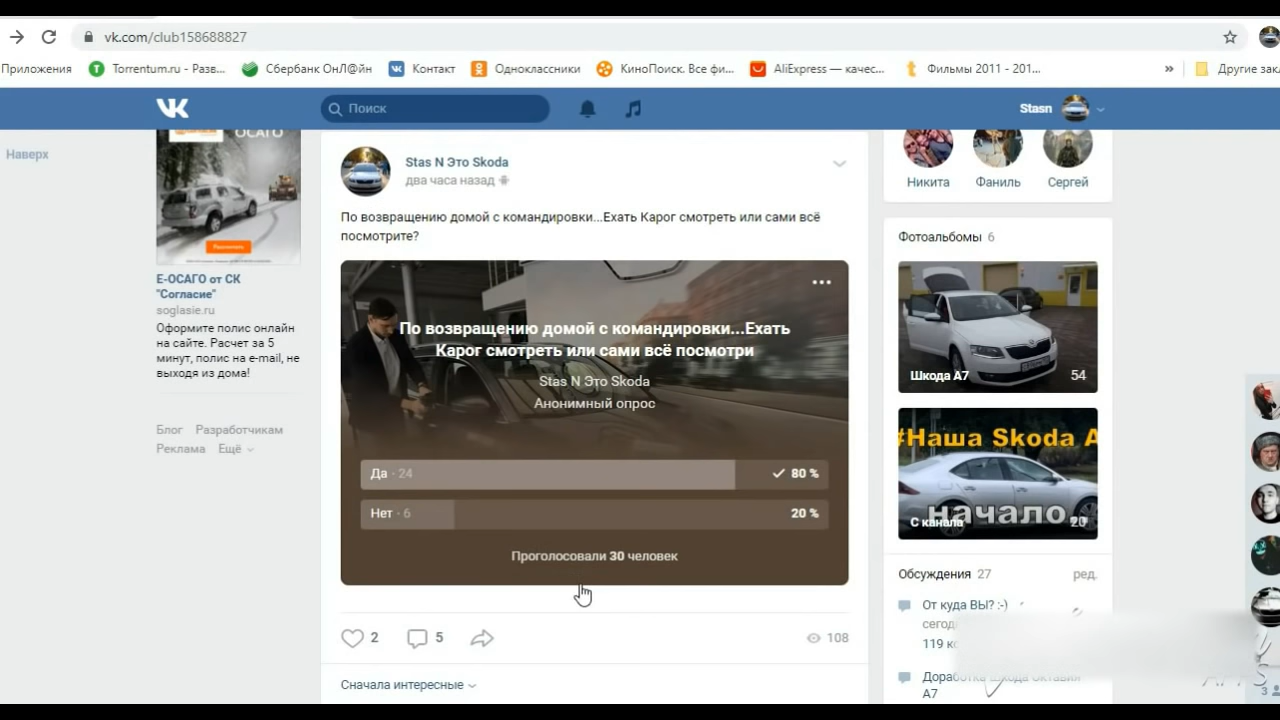 vk.com/club158688827
Приложения
Torrentum.ru - Разв...
Сбербанк ОнЛ@йн
Контакт
Одноклассники
КиноПоиск. Все фи...
AliExpress — качес...
Фильмы 2011 - 201...
»
Другие зак
Поиск
Stasn
Наверх
ОСАГО
Е-ОСАГО от СК
"Согласие"
soglasie.ru
Оформите полис онлайн
на сайте. Расчет за 5
минут, полис на e-mail, не
выходя из дома!
Блог Разработчикам
Реклама Ещё
Stas N Это Skoda
два часа назад
По возвращению домой с командировки...Ехать Карог смотреть или сами всё
посмотрите?
По возвращению домой с командировки...Ехать
Карог смотреть или сами всё посмотри
Stas N Это Skoda
Анонимный опрос
Да · 24 80 %
Нет · 6 20 %
Проголосовали 30 человек
2 5 108
Сначала интересные
Никита Фаниль Сергей
Фотоальбомы 6
Шкода А7 54
#Наша Skoda A
начало.
С канала 20
Обсуждения 27 ред.
От куда ВЫ? :-)
119
А7
3